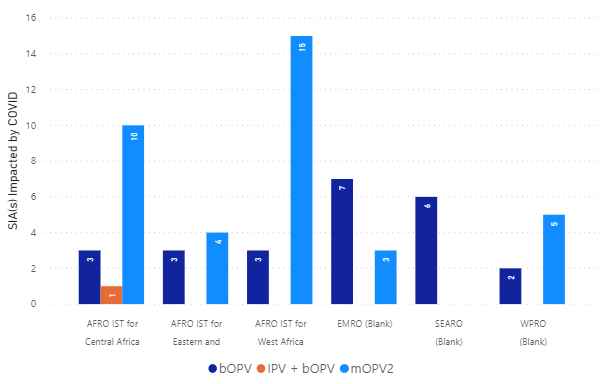 SIA(s) Impacted by COVID
16
14
12
10
8
6
4
2
0
3
1
10
3
4
3
15
7
3
6
2
5
AFRO IST for
Central Africa
AFRO IST for
Eastern and
AFRO IST for
West Africa
EMRO (Blank)
SEARO
(Blank)
WPRO
(Blank)
bOPV IPV + bOPV mOPV2